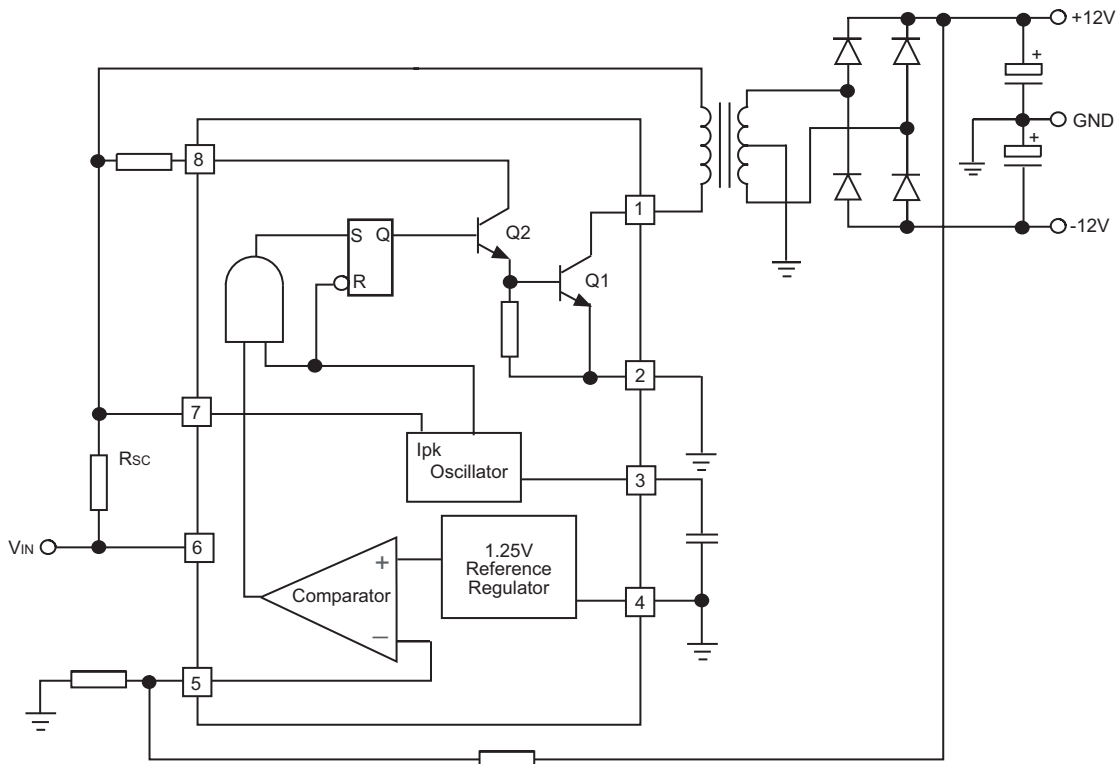 +12V
+
GND
+
-12V
8
1
S Q
Q2
R
Q1
2
7
Ipk
Oscillator
RSC
3
VIN
6
1.25V
Reference
Regulator
+
Comparator
−
4
5